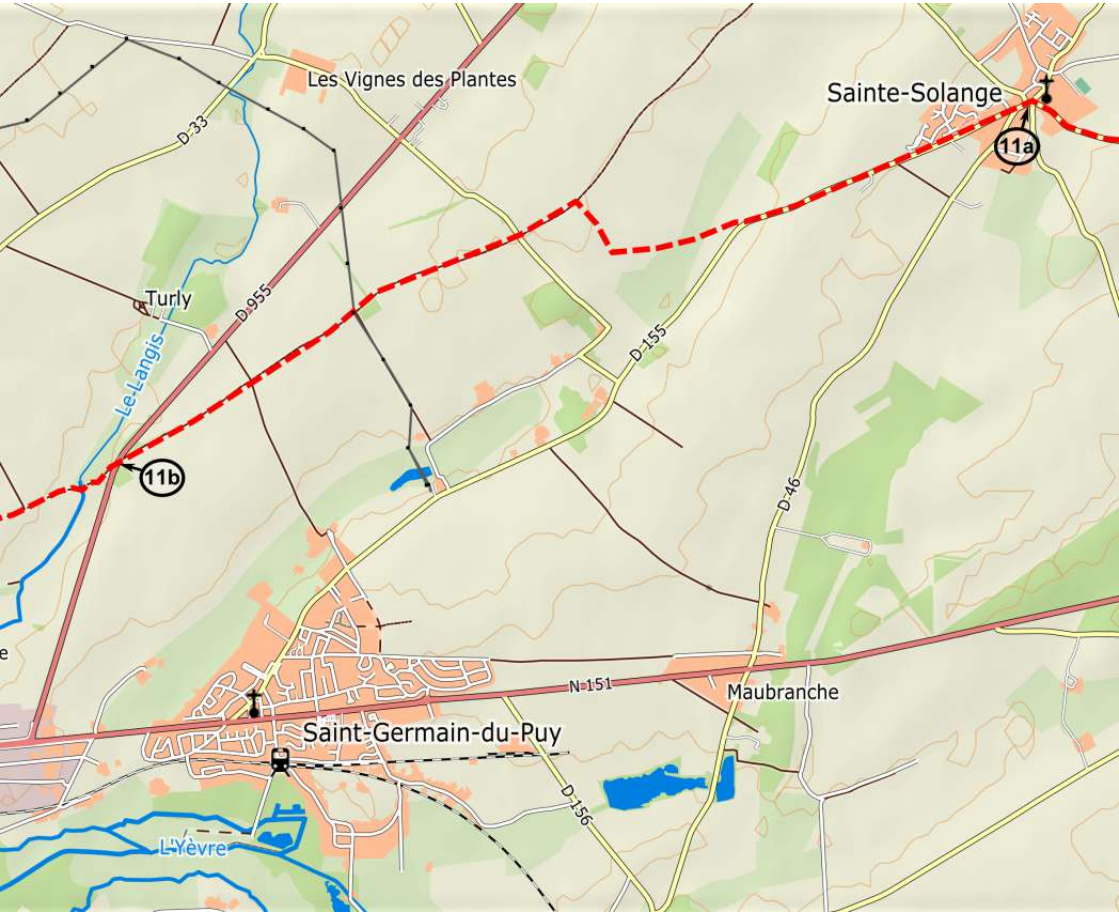 Les Vignes des Plantes
Sainte-Solange
D-33
11a
Turly
D-955
D-155
Le-Langis
11b
D-46
e
N 151
Maubranche
Saint-Germain-du-Puy
D-156
L'Yèvre